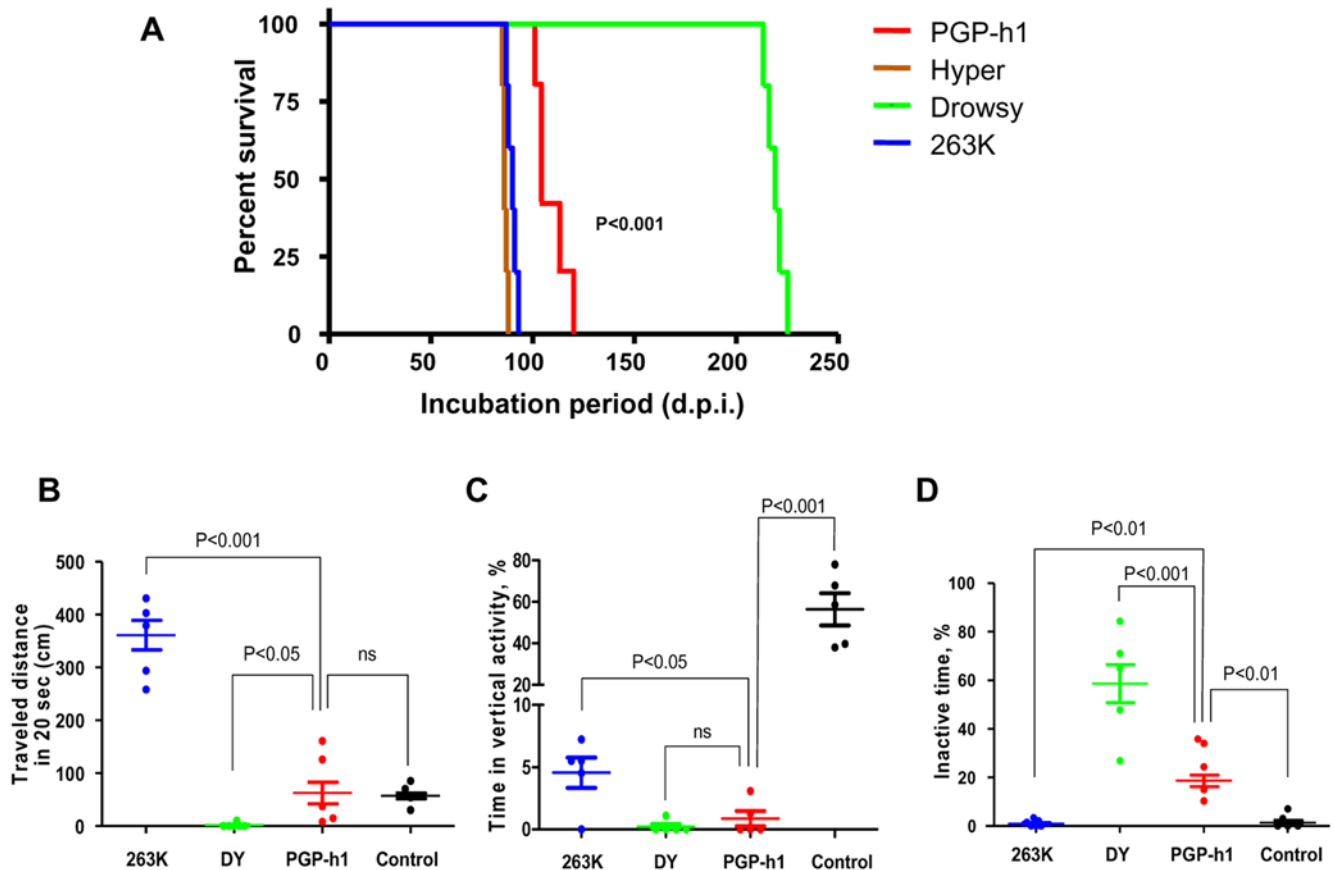 A
Percent survival
100
75
50
25
0
0 50 100 150 200 250
Incubation period (d.p.i.)
P<0.001
PGP-h1
Hyper
Drowsy
263K
B
Traveled distance
in 20 sec (cm)
500
400
300
200
100
0
P<0.001
P<0.05
ns
263K DY PGP-h1 Control
C
Time in vertical activity, %
80
60
40
20
5
0
P<0.001
P<0.05
ns
263K DY PGP-h1 Control
D
Inactive time, %
100
80
60
40
20
0
P<0.01
P<0.001
P<0.01
263K DY PGP-h1 Control